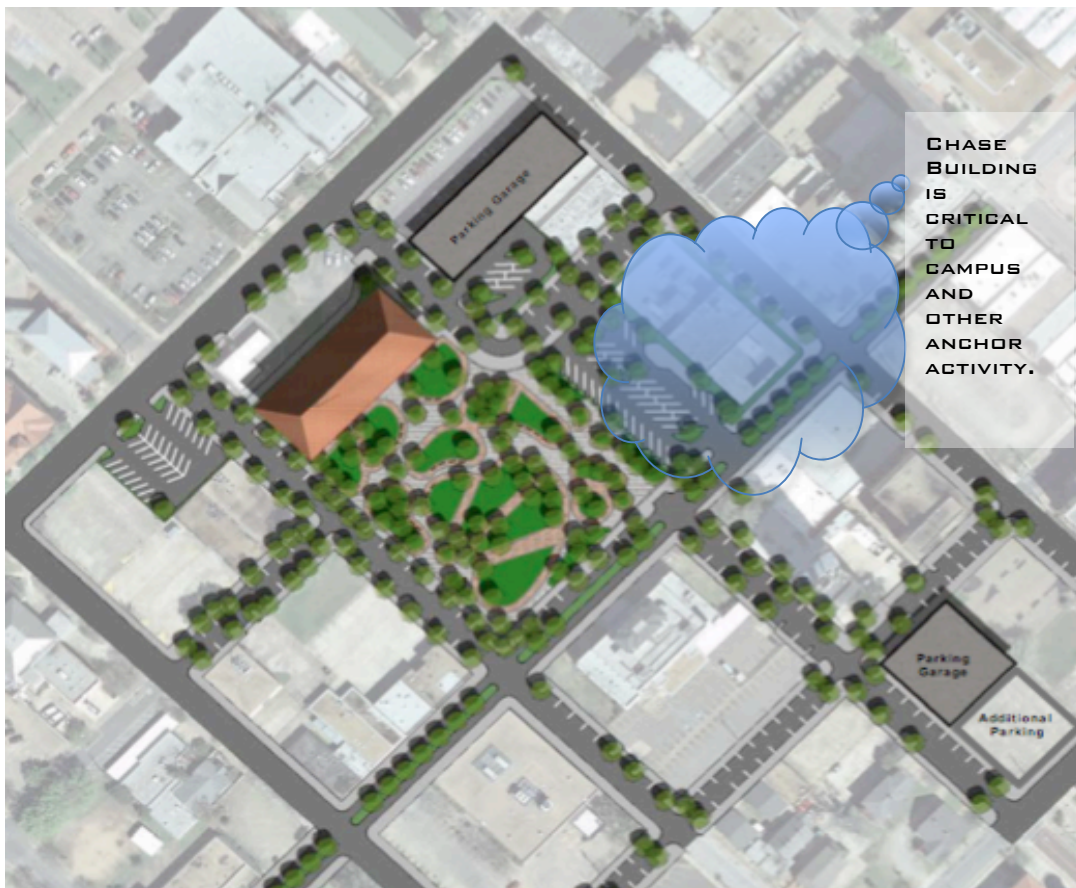 Parking Garage
CHASE
BUILDING
IS
CRITICAL
TO
CAMPUS
AND
OTHER
ANCHOR
ACTIVITY.
Parking
Garage
Additional
Parking